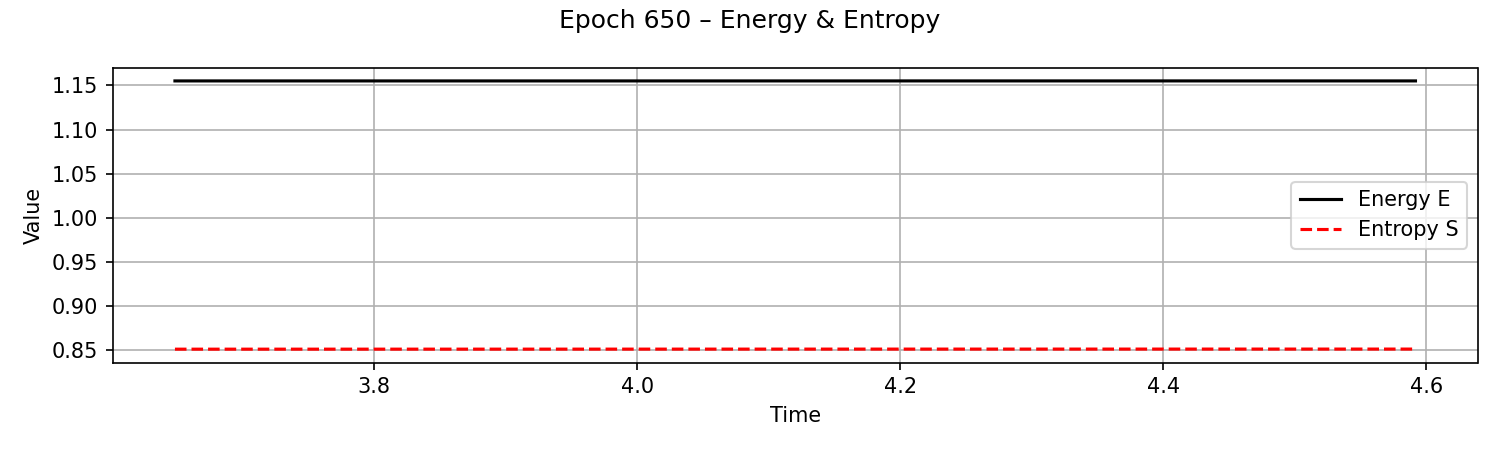 Epoch 650 – Energy & Entropy
Value
1.15
1.10
1.05
1.00
0.95
0.90
0.85
Energy E
Entropy S
3.8 4.0 4.2 4.4 4.6
Time